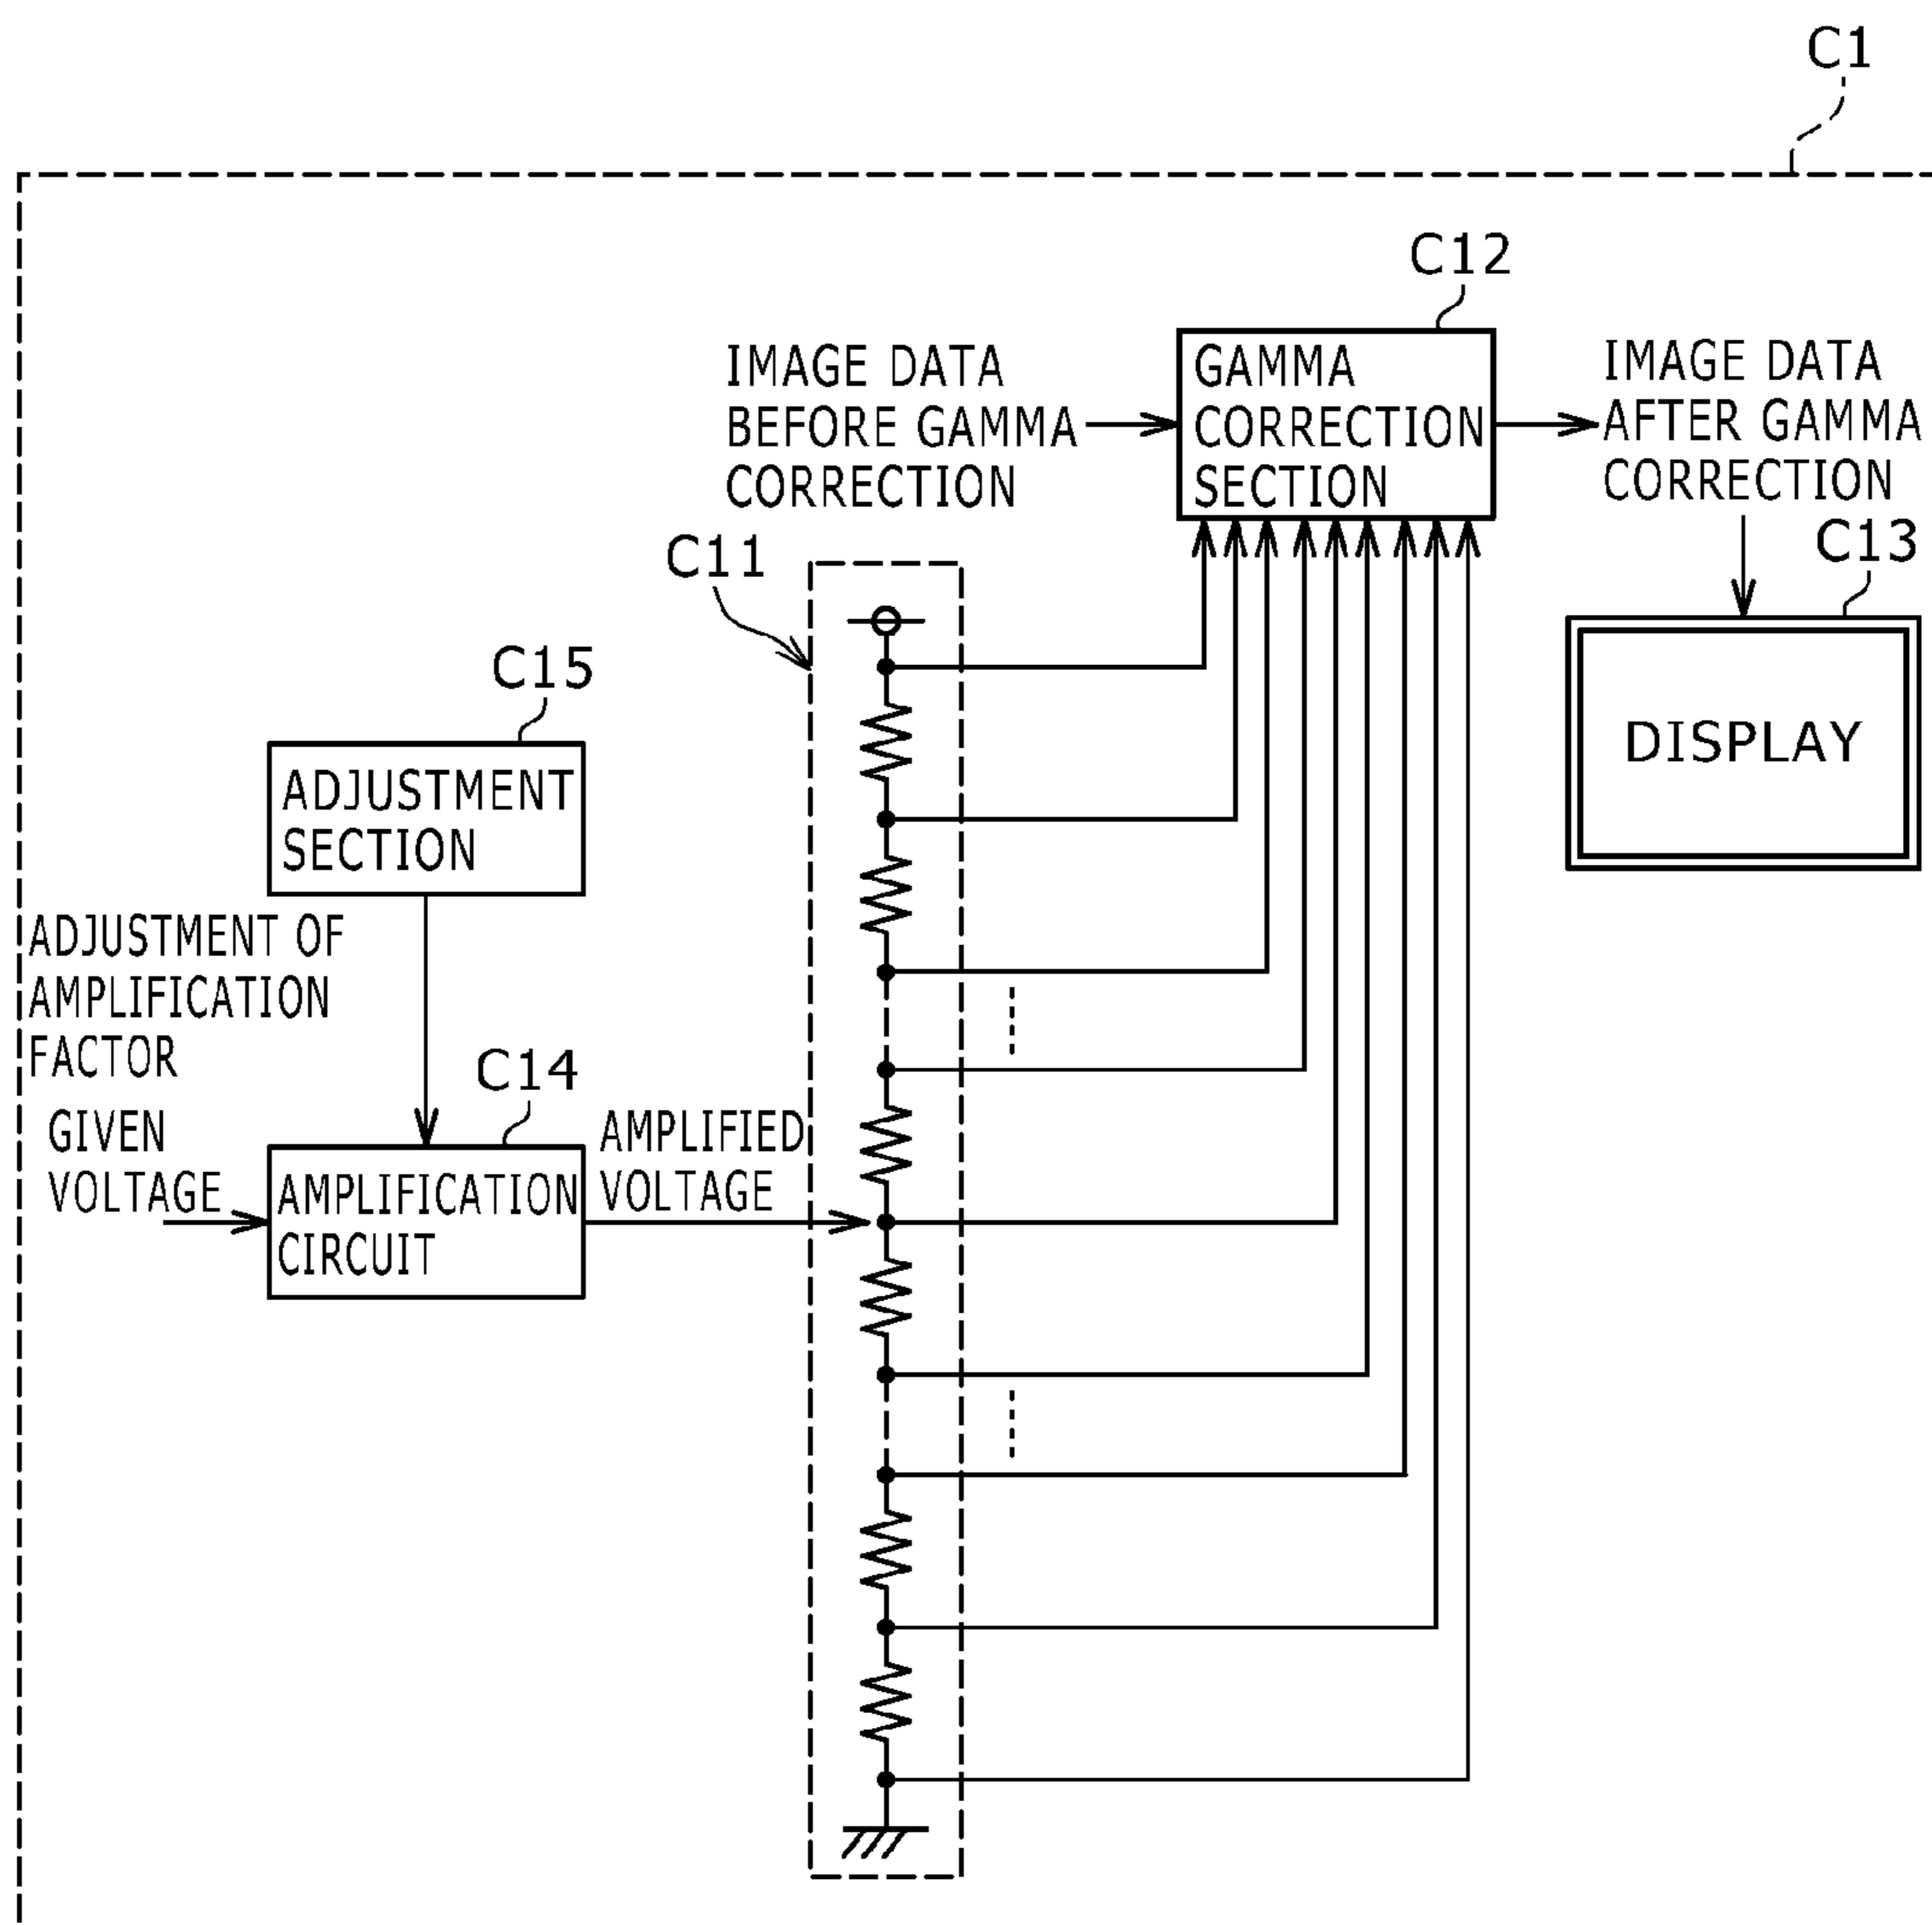 C1
C12
IMAGE DATA
BEFORE GAMMA
CORRECTION
GAMMA
CORRECTION
SECTION
IMAGE DATA
AFTER GAMMA
CORRECTION
C11
C13
DISPLAY
C15
ADJUSTMENT
SECTION
ADJUSTMENT OF
AMPLIFICATION
FACTOR
C14
GIVEN
VOLTAGE
AMPLIFICATION
CIRCUIT
AMPLIFIED
VOLTAGE